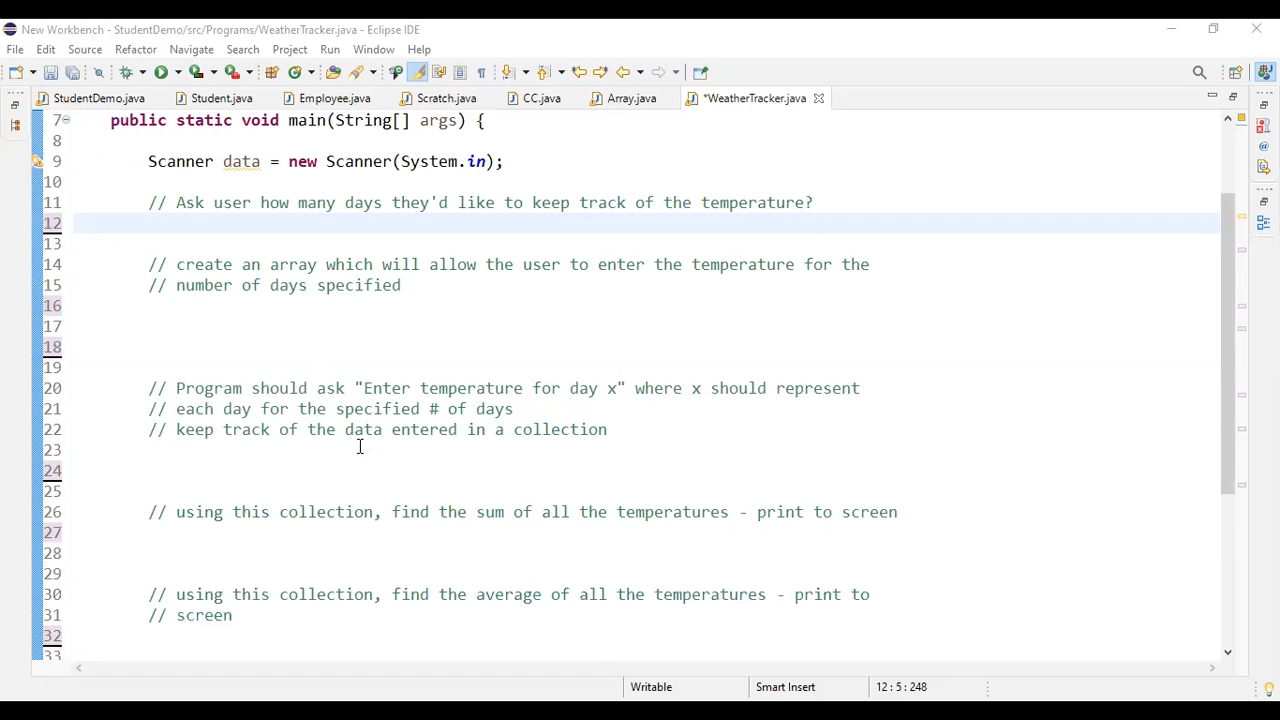 New Workbench - StudentDemo/src/Programs/WeatherTracker.java - Eclipse IDE
File Edit Source Refactor Navigate Search Project Run Window Help
StudentDemo.java Student.java Employee.java Scratch.java CC.java Array.java *WeatherTracker.java
7 public static void main(String[] args) {
8
9 Scanner data = new Scanner(System.in);
10
11 // Ask user how many days they'd like to keep track of the temperature?
12
13
14 // create an array which will allow the user to enter the temperature for the
15 // number of days specified
16
17
18
19
20 // Program should ask "Enter temperature for day x" where x should represent
21 // each day for the specified # of days
22 // keep track of the data entered in a collection
23
24
25
26 // using this collection, find the sum of all the temperatures - print to screen
27
28
29
30 // using this collection, find the average of all the temperatures - print to
31 // screen
32
33
Writable Smart Insert 12 : 5 : 248